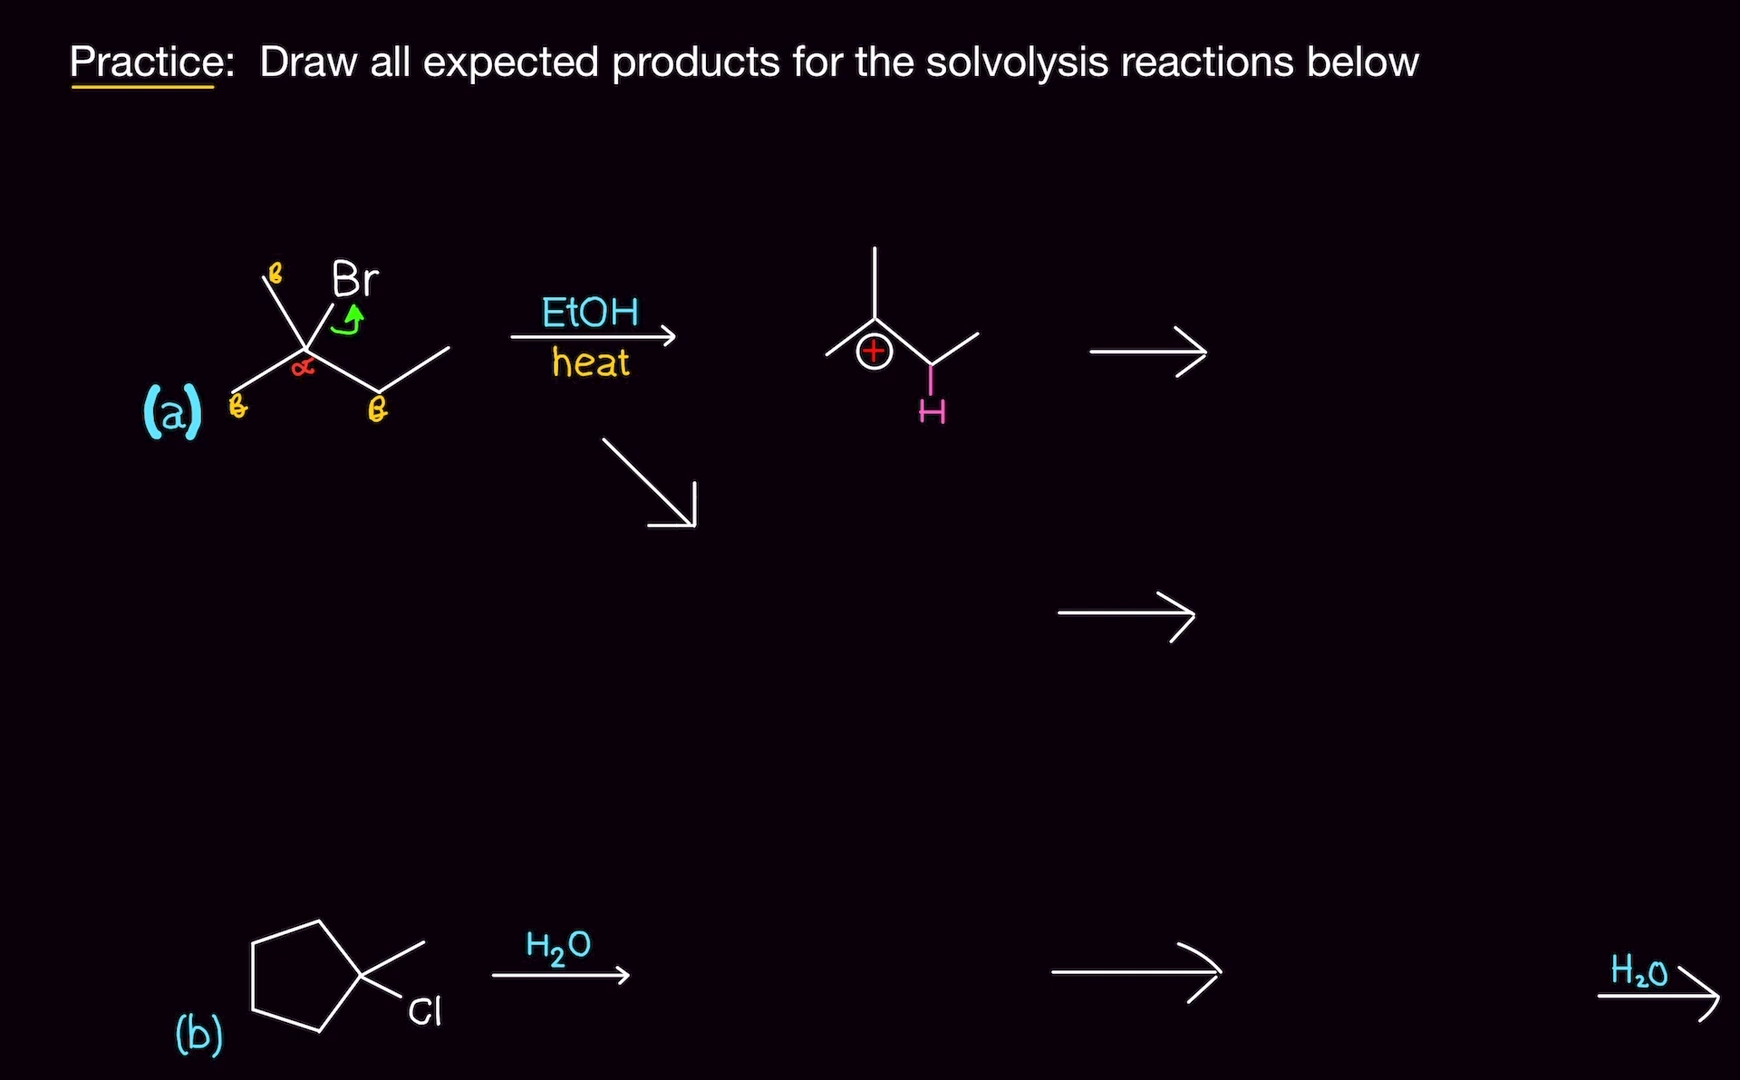 Practice: Draw all expected products for the solvolysis reactions below
β Br
EtOH
α
heat
+
(a) β β
H
H₂O
H₂O
Cl
(b)